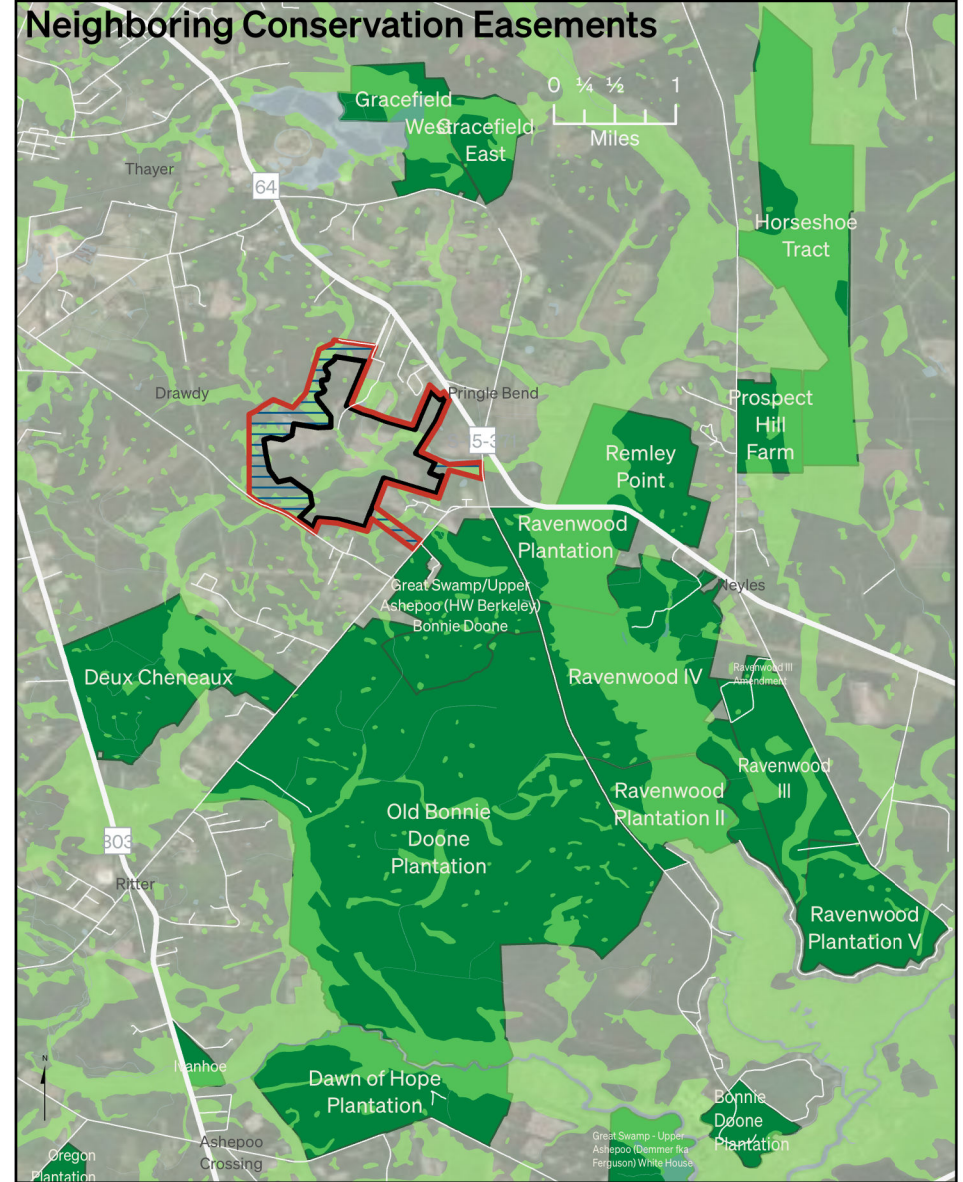 Neighboring Conservation Easements
0 ¼ ½ 1
Miles
Gracefield
West
Gracefield
East
Thayer
64
Horseshoe
Tract
Drawdy
Pringle Bend
Prospect
Hill
Farm
5-3
Remley
Point
Ravenwood
Plantation
Great Swamp/Upper
Ashepoo (HW Berkeley)
Bonnie Doone
Neyles
Deux Cheneaux
Ravenwood IV
Ravenwood III
Amendment
Ravenwood
III
Ravenwood
Plantation II
Old Bonnie
Doone
Plantation
303
Ritter
Ravenwood
Plantation V
N
Ivanhoe
Dawn of Hope
Plantation
Bonnie
Doone
Plantation
Great Swamp - Upper
Ashepoo (Demmer fka
Ferguson) White House
Ashepoo
Crossing
Oregon
Plantation